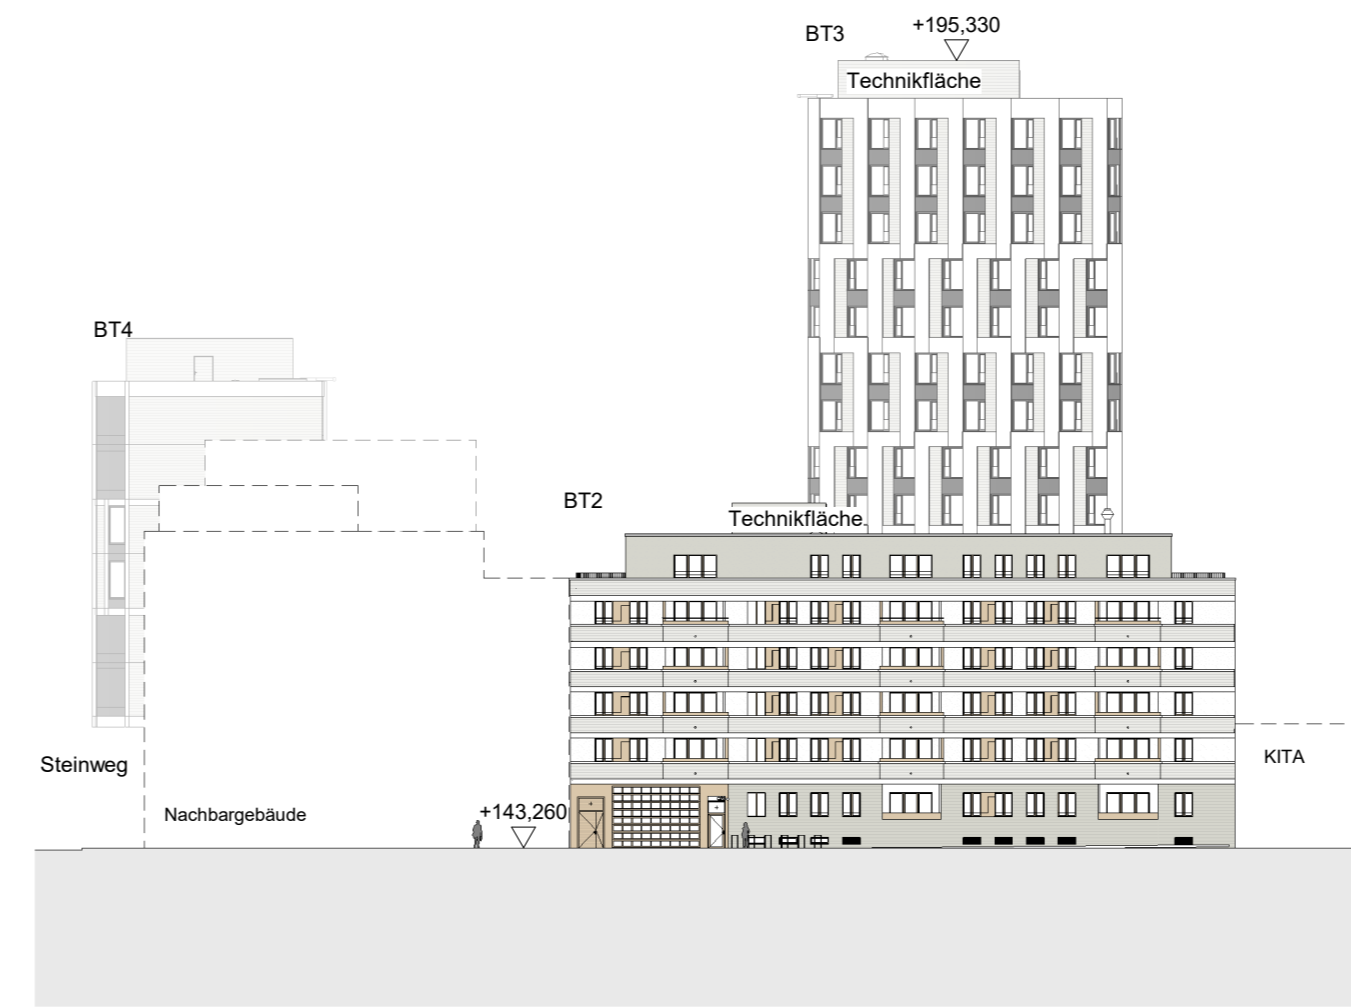 BT3
+195,330
Technikfläche
BT4
BT2
Technikfläche
Steinweg
KITA
Nachbargebäude
+143,260